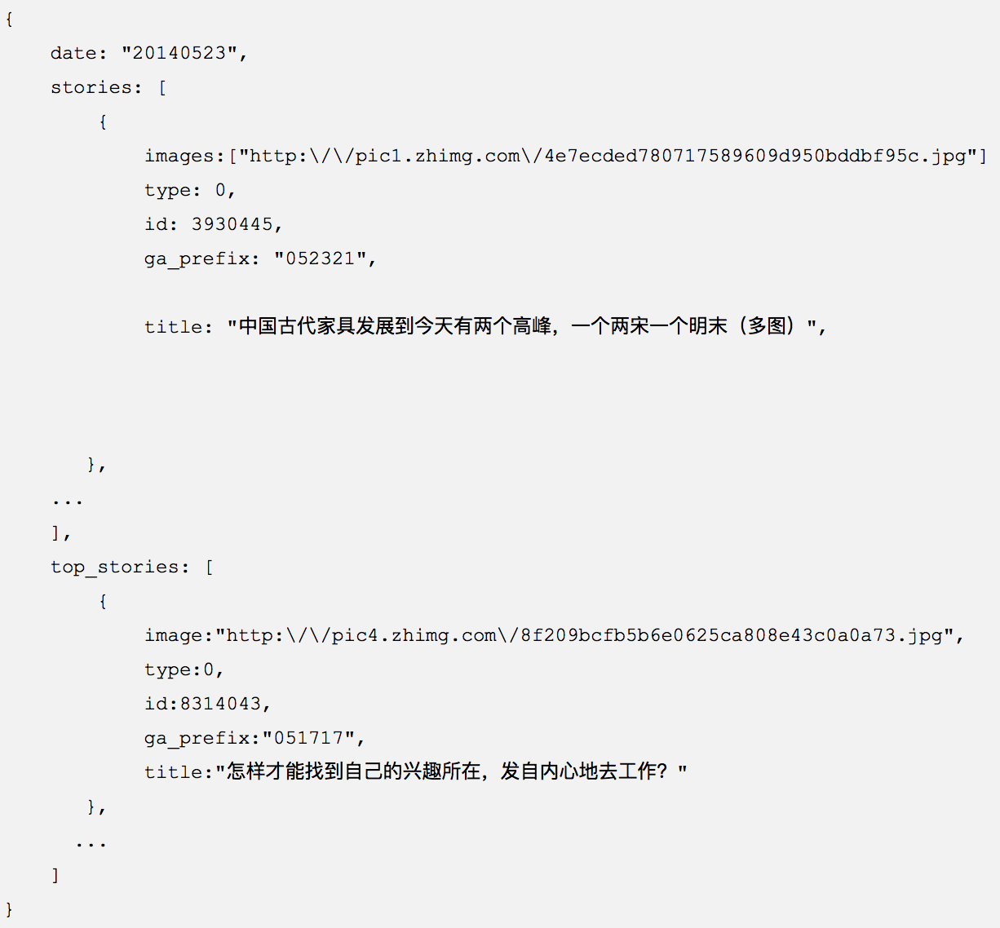 {
date: "20140523",
stories: [
{
images:["http:\/\/pic1.zhimg.com\/4e7ecded780717589609d950bddbf95c.jpg"]
type: 0,
id: 3930445,
ga_prefix: "052321",
title: "中国古代家具发展到今天有两个高峰，一个两宋一个明末（多图）",
},
...
],
top_stories: [
{
image:"http:\/\/pic4.zhimg.com\/8f209bcfb5b6e0625ca808e43c0a0a73.jpg",
type:0,
id:8314043,
ga_prefix:"051717",
title:"怎样才能找到自己的兴趣所在，发自内心地去工作？"
},
...
]
}